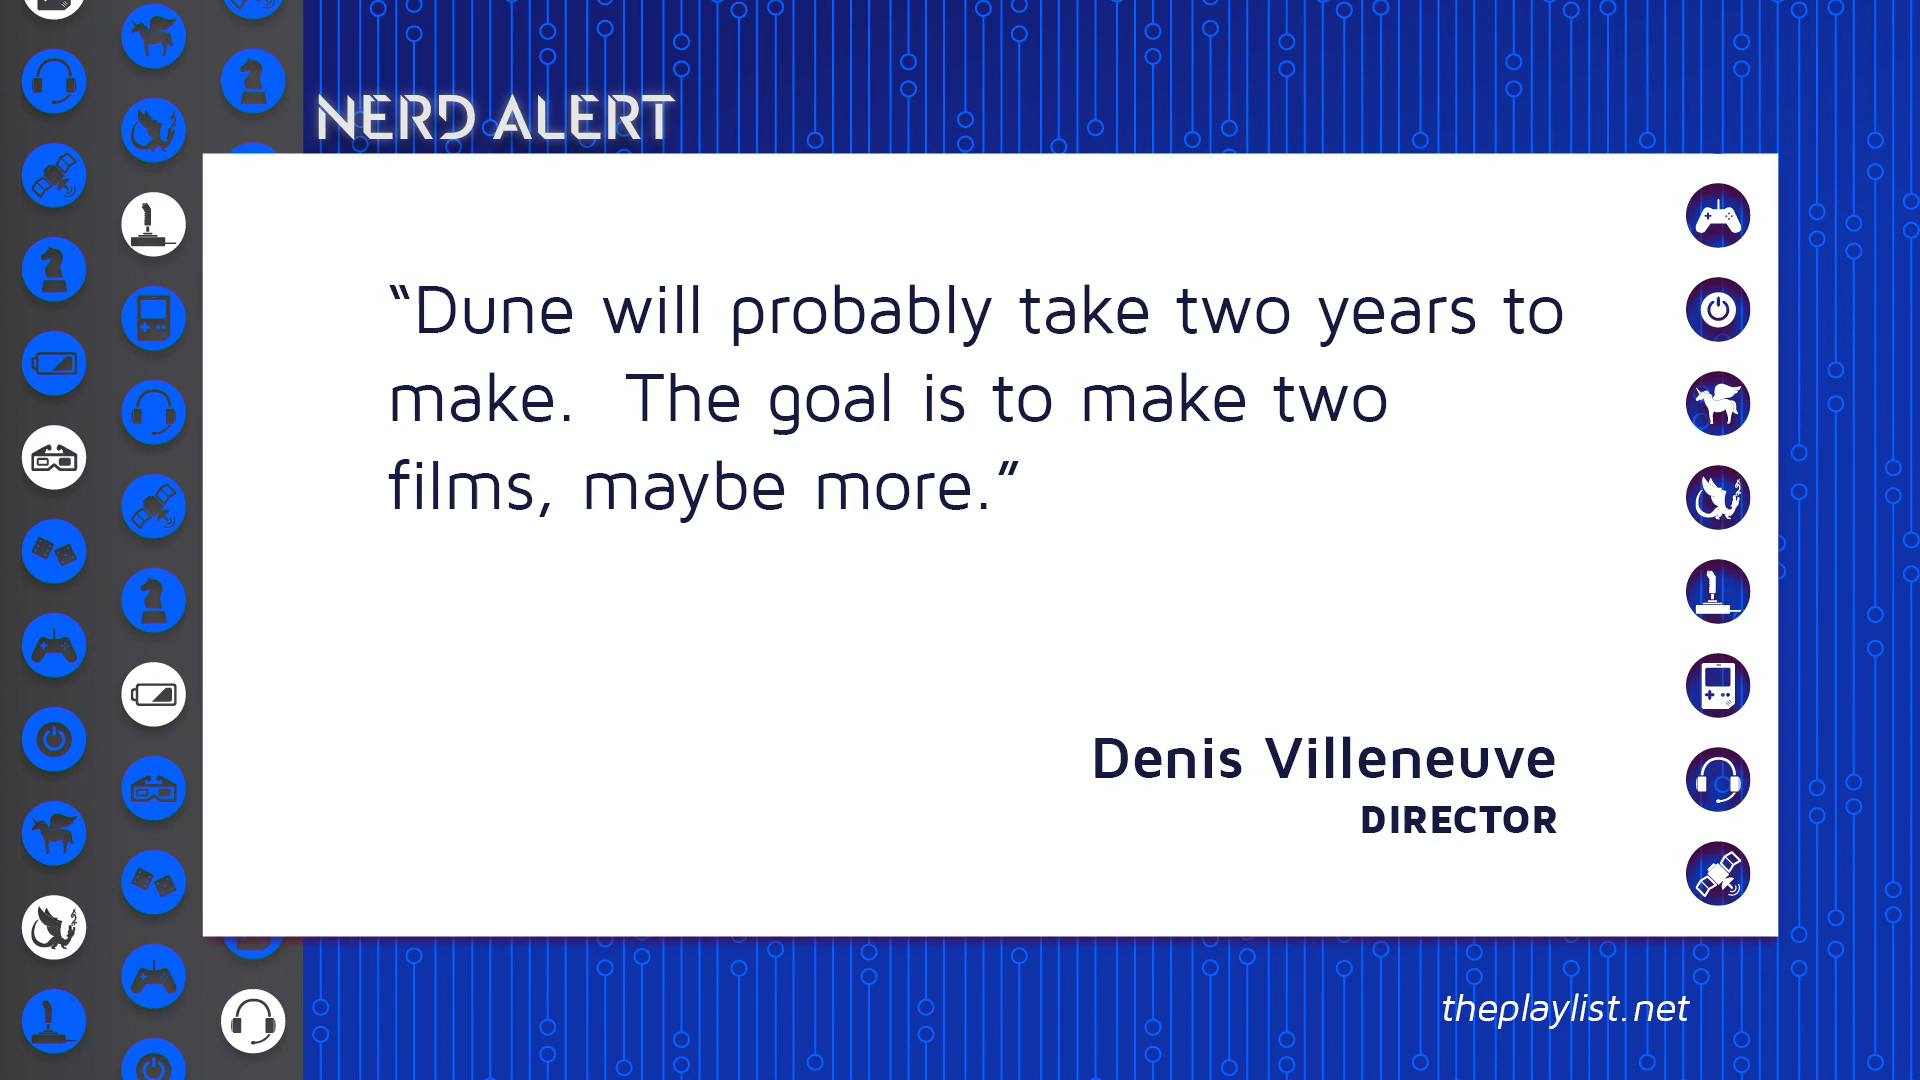 NERD ALERT
“Dune will probably take two years to
make.  The goal is to make two
films, maybe more.”
Denis Villeneuve
DIRECTOR
theplaylist.net